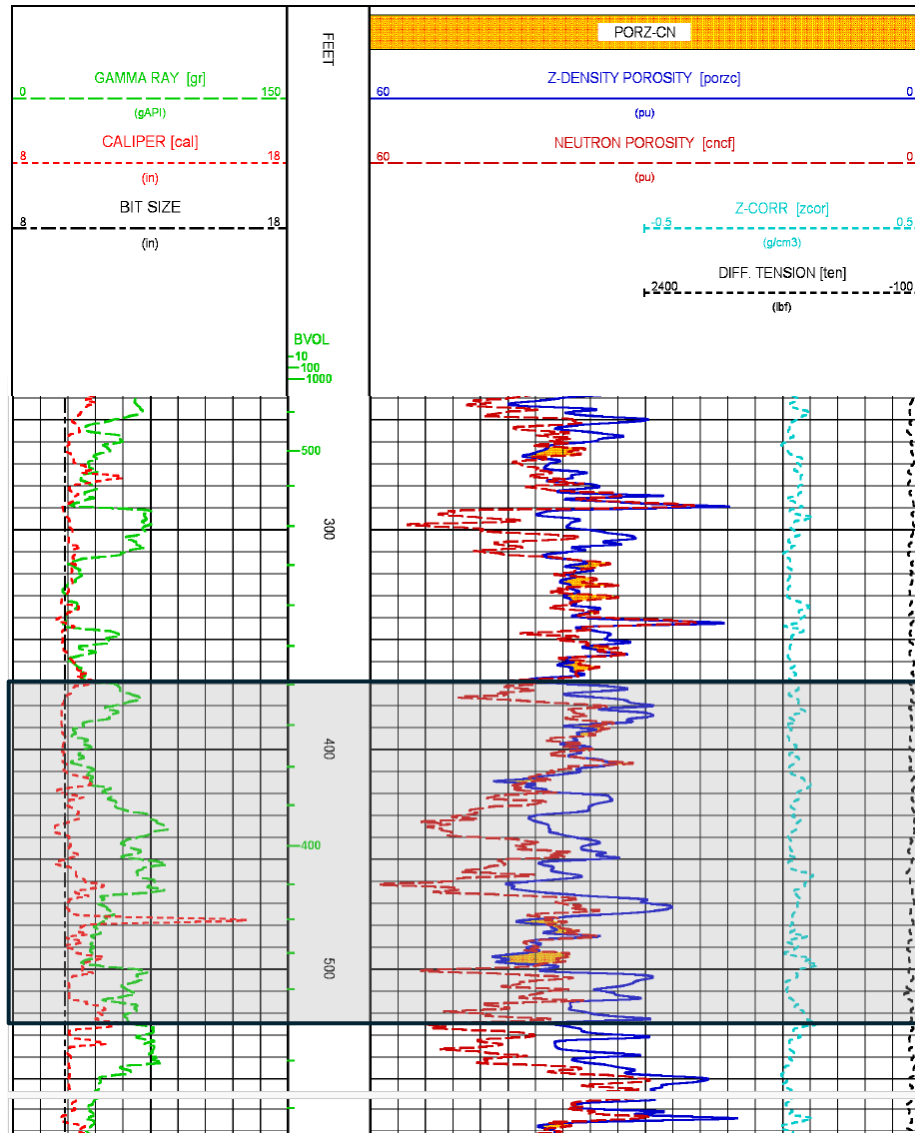 PORZ-CN
FEET
GAMMA RAY [gr]
0 150
(gAPI)
CALIPER [cal]
8 18
(in)
BIT SIZE
8 18
(in)
Z-DENSITY POROSITY [porzc]
60 0
(pu)
NEUTRON POROSITY [cncf]
60 0
(pu)
Z-CORR [zcor]
-0.5 0.5
(g/cm3)
DIFF. TENSION [ten]
2400 -100
(lbf)
BVOL
10
100
1000
500
300
400
400
500